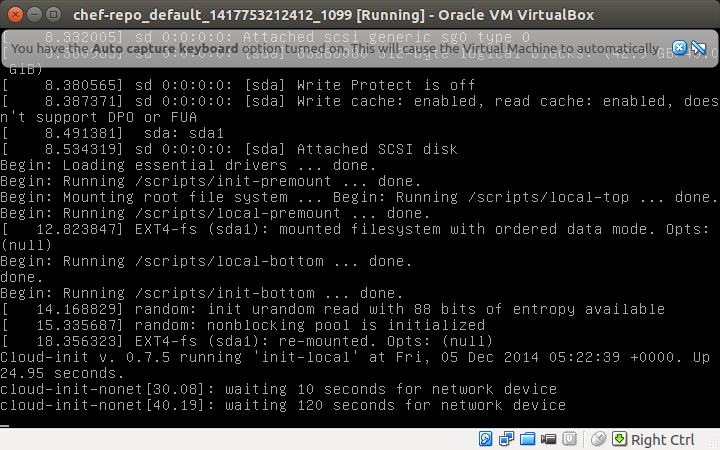 chef-repo_default_1417753212412_1099 [Running] - Oracle VM VirtualBox
[    8.332005] sd 0:0:0:0: Attached scsi generic sg0 type 0
You have the Auto capture keyboard option turned on. This will cause the Virtual Machine to automatically
GiB)
[    8.380565] sd 0:0:0:0: [sda] Write Protect is off
[    8.387371] sd 0:0:0:0: [sda] Write cache: enabled, read cache: enabled, does
n't support DPO or FUA
[    8.491381]  sda: sda1
[    8.534319] sd 0:0:0:0: [sda] Attached SCSI disk
Begin: Loading essential drivers ... done.
Begin: Running /scripts/init-premount ... done.
Begin: Mounting root file system ... Begin: Running /scripts/local-top ... done.
Begin: Running /scripts/local-premount ... done.
[   12.823847] EXT4-fs (sda1): mounted filesystem with ordered data mode. Opts:
(null)
Begin: Running /scripts/local-bottom ... done.
done.
Begin: Running /scripts/init-bottom ... done.
[   14.168829] random: init urandom read with 88 bits of entropy available
[   15.335687] random: nonblocking pool is initialized
[   18.356323] EXT4-fs (sda1): re-mounted. Opts: (null)
Cloud-init v. 0.7.5 running 'init-local' at Fri, 05 Dec 2014 05:22:39 +0000. Up
24.95 seconds.
cloud-init-nonet[30.08]: waiting 10 seconds for network device
cloud-init-nonet[40.19]: waiting 120 seconds for network device
Right Ctrl